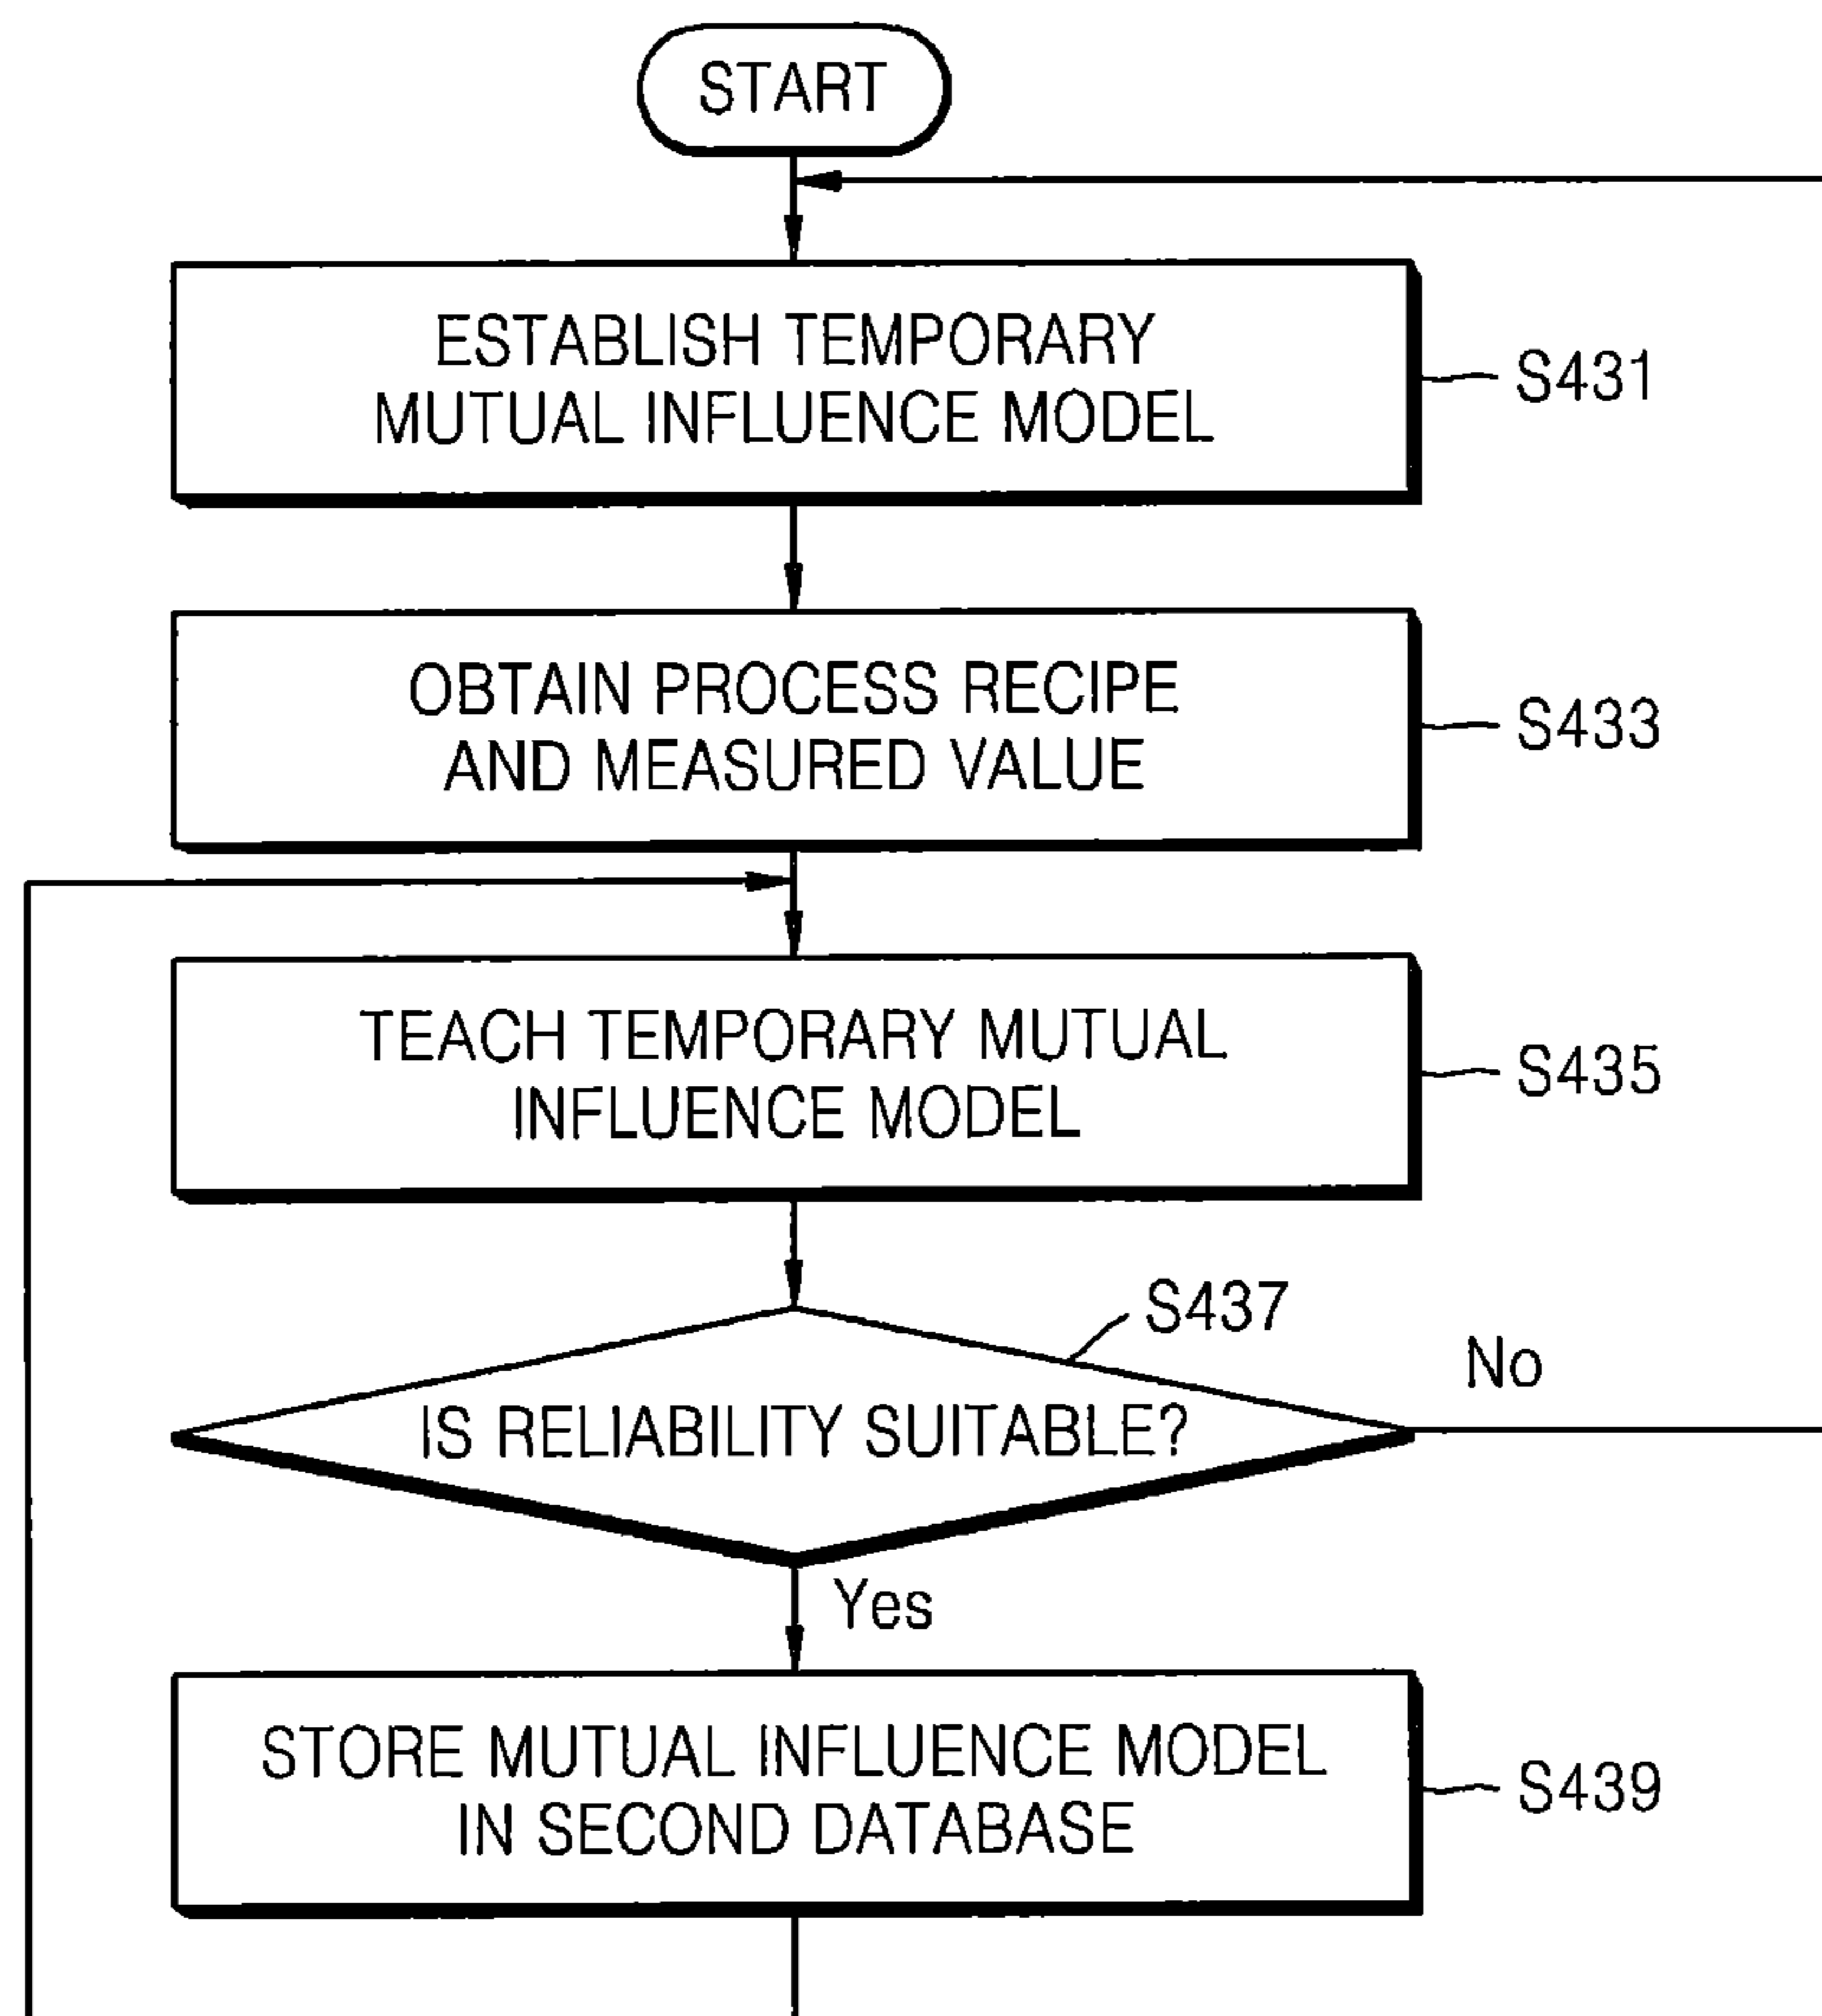 START
ESTABLISH TEMPORARY
MUTUAL INFLUENCE MODEL
S431
OBTAIN PROCESS RECIPE
AND MEASURED VALUE
S433
TEACH TEMPORARY MUTUAL
INFLUENCE MODEL
S435
S437
No
IS RELIABILITY SUITABLE?
Yes
STORE MUTUAL INFLUENCE MODEL
IN SECOND DATABASE
S439